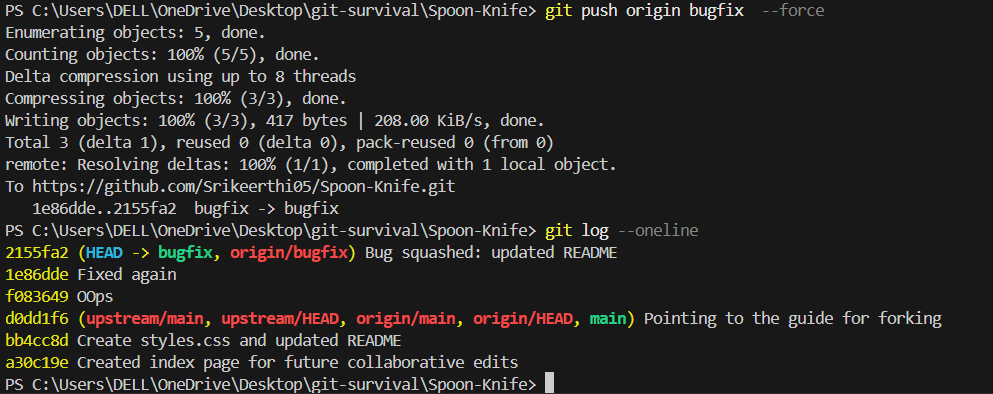 PS C:\Users\DELL\OneDrive\Desktop\git-survival\Spoon-Knife> git push origin bugfix  --force
Enumerating objects: 5, done.
Counting objects: 100% (5/5), done.
Delta compression using up to 8 threads
Compressing objects: 100% (3/3), done.
Writing objects: 100% (3/3), 417 bytes | 208.00 KiB/s, done.
Total 3 (delta 1), reused 0 (delta 0), pack-reused 0 (from 0)
remote: Resolving deltas: 100% (1/1), completed with 1 local object.
To https://github.com/Srikeerthi05/Spoon-Knife.git
   1e86dde..2155fa2  bugfix -> bugfix
PS C:\Users\DELL\OneDrive\Desktop\git-survival\Spoon-Knife> git log --oneline
2155fa2 (HEAD -> bugfix, origin/bugfix) Bug squashed: updated README
1e86dde Fixed again
f083649 OOps
d0dd1f6 (upstream/main, upstream/HEAD, origin/main, origin/HEAD, main) Pointing to the guide for forking
bb4cc8d Create styles.css and updated README
a30c19e Created index page for future collaborative edits
PS C:\Users\DELL\OneDrive\Desktop\git-survival\Spoon-Knife>